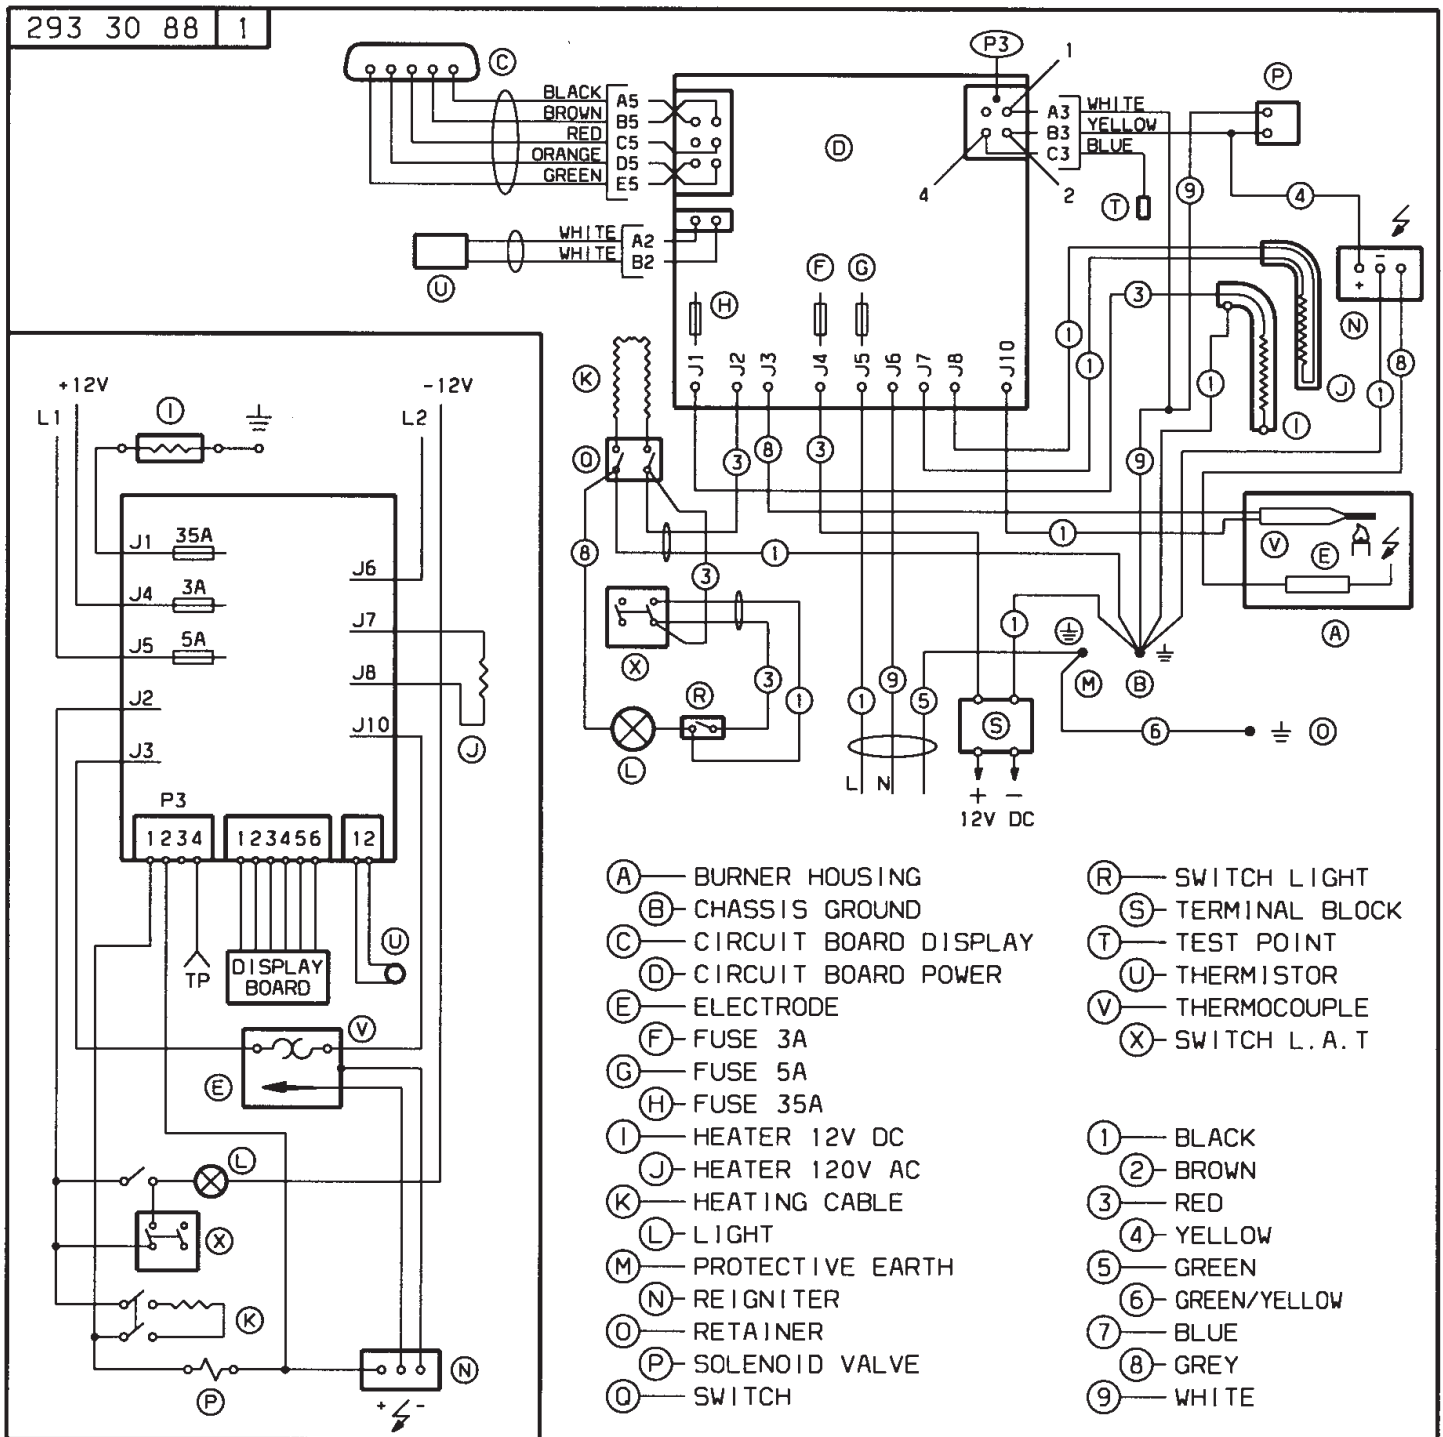 293 30 88 1
C
BLACK A5
BROWN B5
RED C5
ORANGE D5
GREEN E5
WHITE A2
WHITE B2
U
D
P3
1
A3 WHITE
B3 YELLOW
C3 BLUE
4
2
P
T
9
4
F
G
H
J1 J2 J3 J4 J5 J6 J7 J8 J10
3
1
1
1
+ -
N
8
1
J
I
K
Q
3
8
3
9
8
1
1
3
V
E
A
X
1
M
B
R
3
1
1
9
5
S
6
O
L
L N
+ -
12V DC
+12V
-12V
L1
I
L2
J1 35A
J4 3A
J5 5A
J2
J3
J6
J7
J8
J10
J
P3
1234
123456
12
TP
DISPLAY
BOARD
U
V
E
L
X
K
P
N
+ -
A BURNER HOUSING
B CHASSIS GROUND
C CIRCUIT BOARD DISPLAY
D CIRCUIT BOARD POWER
E ELECTRODE
F FUSE 3A
G FUSE 5A
H FUSE 35A
I HEATER 12V DC
J HEATER 120V AC
K HEATING CABLE
L LIGHT
M PROTECTIVE EARTH
N REIGNITER
O RETAINER
P SOLENOID VALVE
Q SWITCH
R SWITCH LIGHT
S TERMINAL BLOCK
T TEST POINT
U THERMISTOR
V THERMOCOUPLE
X SWITCH L.A.T
1 BLACK
2 BROWN
3 RED
4 YELLOW
5 GREEN
6 GREEN/YELLOW
7 BLUE
8 GREY
9 WHITE